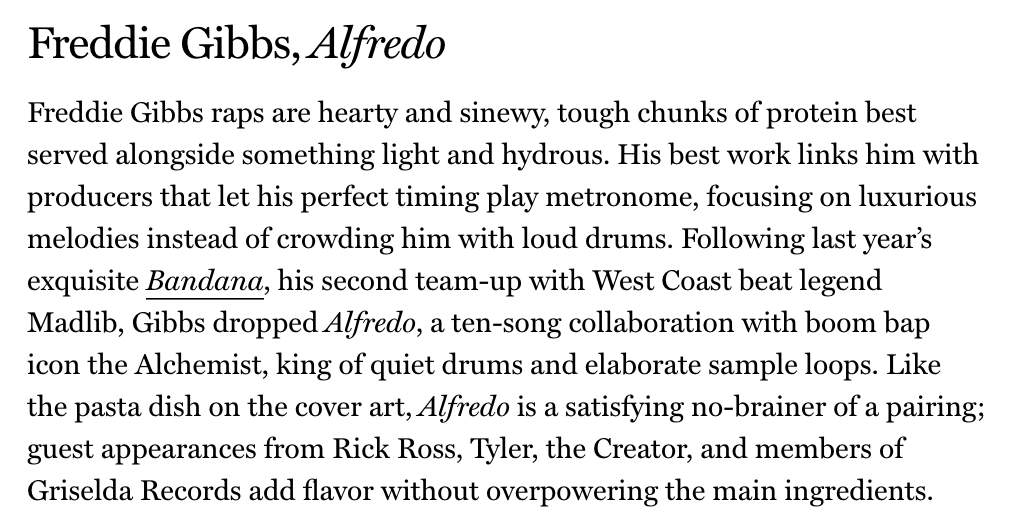 Freddie Gibbs, Alfredo
Freddie Gibbs raps are hearty and sinewy, tough chunks of protein best
served alongside something light and hydrous. His best work links him with
producers that let his perfect timing play metronome, focusing on luxurious
melodies instead of crowding him with loud drums. Following last year’s
exquisite Bandana, his second team-up with West Coast beat legend
Madlib, Gibbs dropped Alfredo, a ten-song collaboration with boom bap
icon the Alchemist, king of quiet drums and elaborate sample loops. Like
the pasta dish on the cover art, Alfredo is a satisfying no-brainer of a pairing;
guest appearances from Rick Ross, Tyler, the Creator, and members of
Griselda Records add flavor without overpowering the main ingredients.